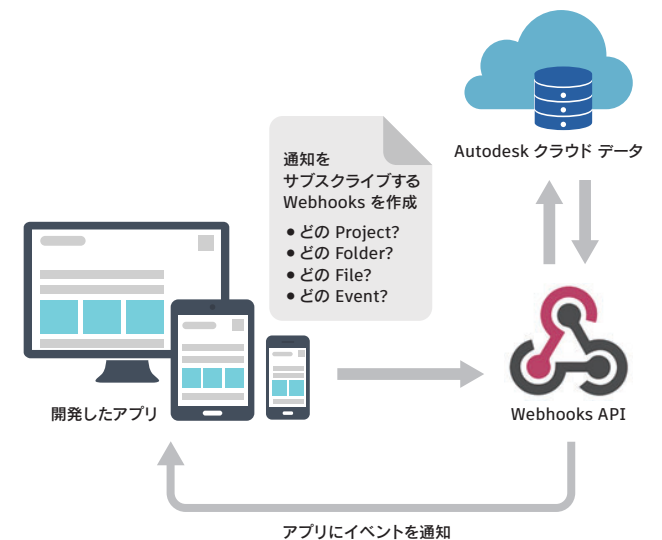 Autodesk クラウド データ
通知を
サブスクライブする
Webhooks を作成
• どの Project?
• どの Folder?
• どの File?
• どの Event?
開発したアプリ
Webhooks API
アプリにイベントを通知